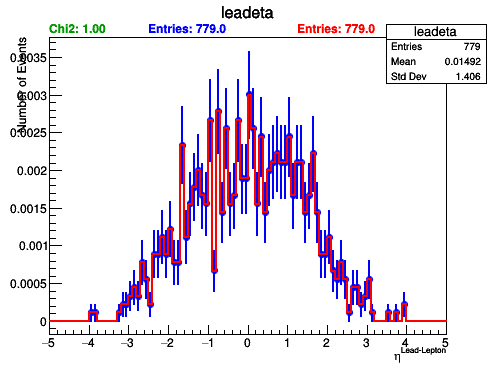 leadeta
Chi2: 1.00 Entries: 779.0 Entries: 779.0
leadeta
Entries 779
Mean 0.01492
Std Dev 1.406
Number of Events
0.0035
0.003
0.0025
0.002
0.0015
0.001
0.0005
0
−5 −4 −3 −2 −1 0 1 2 3 4 5
η^Lead-Lepton